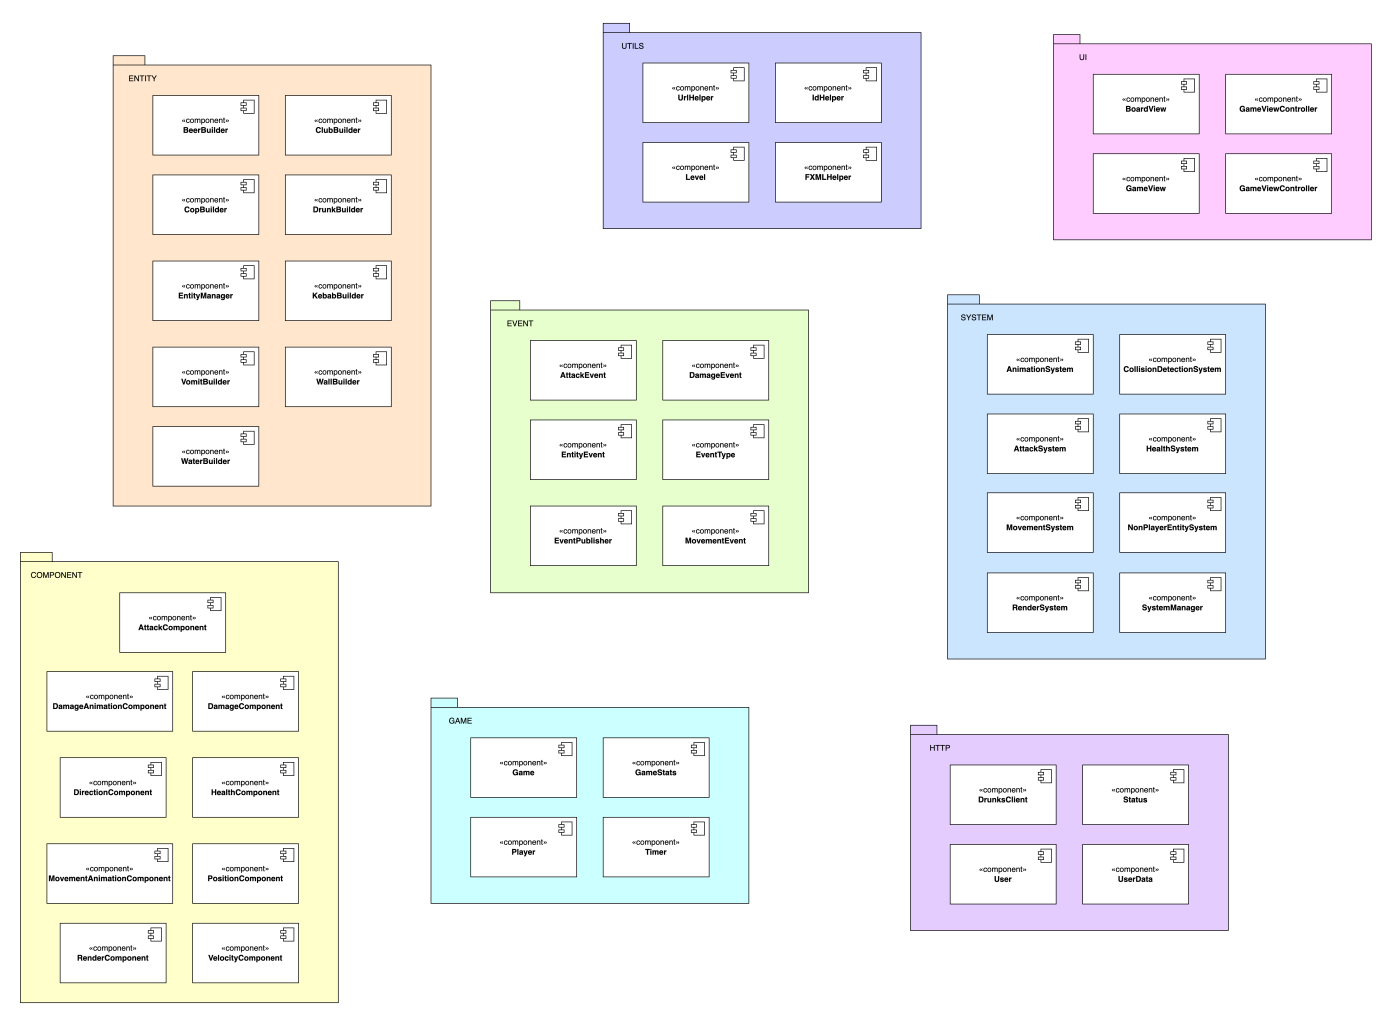 ENTITY
«component»
BeerBuilder
«component»
ClubBuilder
«component»
CopBuilder
«component»
DrunkBuilder
«component»
EntityManager
«component»
KebabBuilder
«component»
VomitBuilder
«component»
WallBuilder
«component»
WaterBuilder
UTILS
«component»
UrlHelper
«component»
IdHelper
«component»
Level
«component»
FXMLHelper
UI
«component»
BoardView
«component»
GameViewController
«component»
GameView
«component»
GameViewController
EVENT
«component»
AttackEvent
«component»
DamageEvent
«component»
EntityEvent
«component»
EventType
«component»
EventPublisher
«component»
MovementEvent
SYSTEM
«component»
AnimationSystem
«component»
CollisionDetectionSystem
«component»
AttackSystem
«component»
HealthSystem
«component»
MovementSystem
«component»
NonPlayerEntitySystem
«component»
RenderSystem
«component»
SystemManager
COMPONENT
«component»
AttackComponent
«component»
DamageAnimationComponent
«component»
DamageComponent
«component»
DirectionComponent
«component»
HealthComponent
«component»
MovementAnimationComponent
«component»
PositionComponent
«component»
RenderComponent
«component»
VelocityComponent
GAME
«component»
Game
«component»
GameStats
«component»
Player
«component»
Timer
HTTP
«component»
DrunksClient
«component»
Status
«component»
User
«component»
UserData